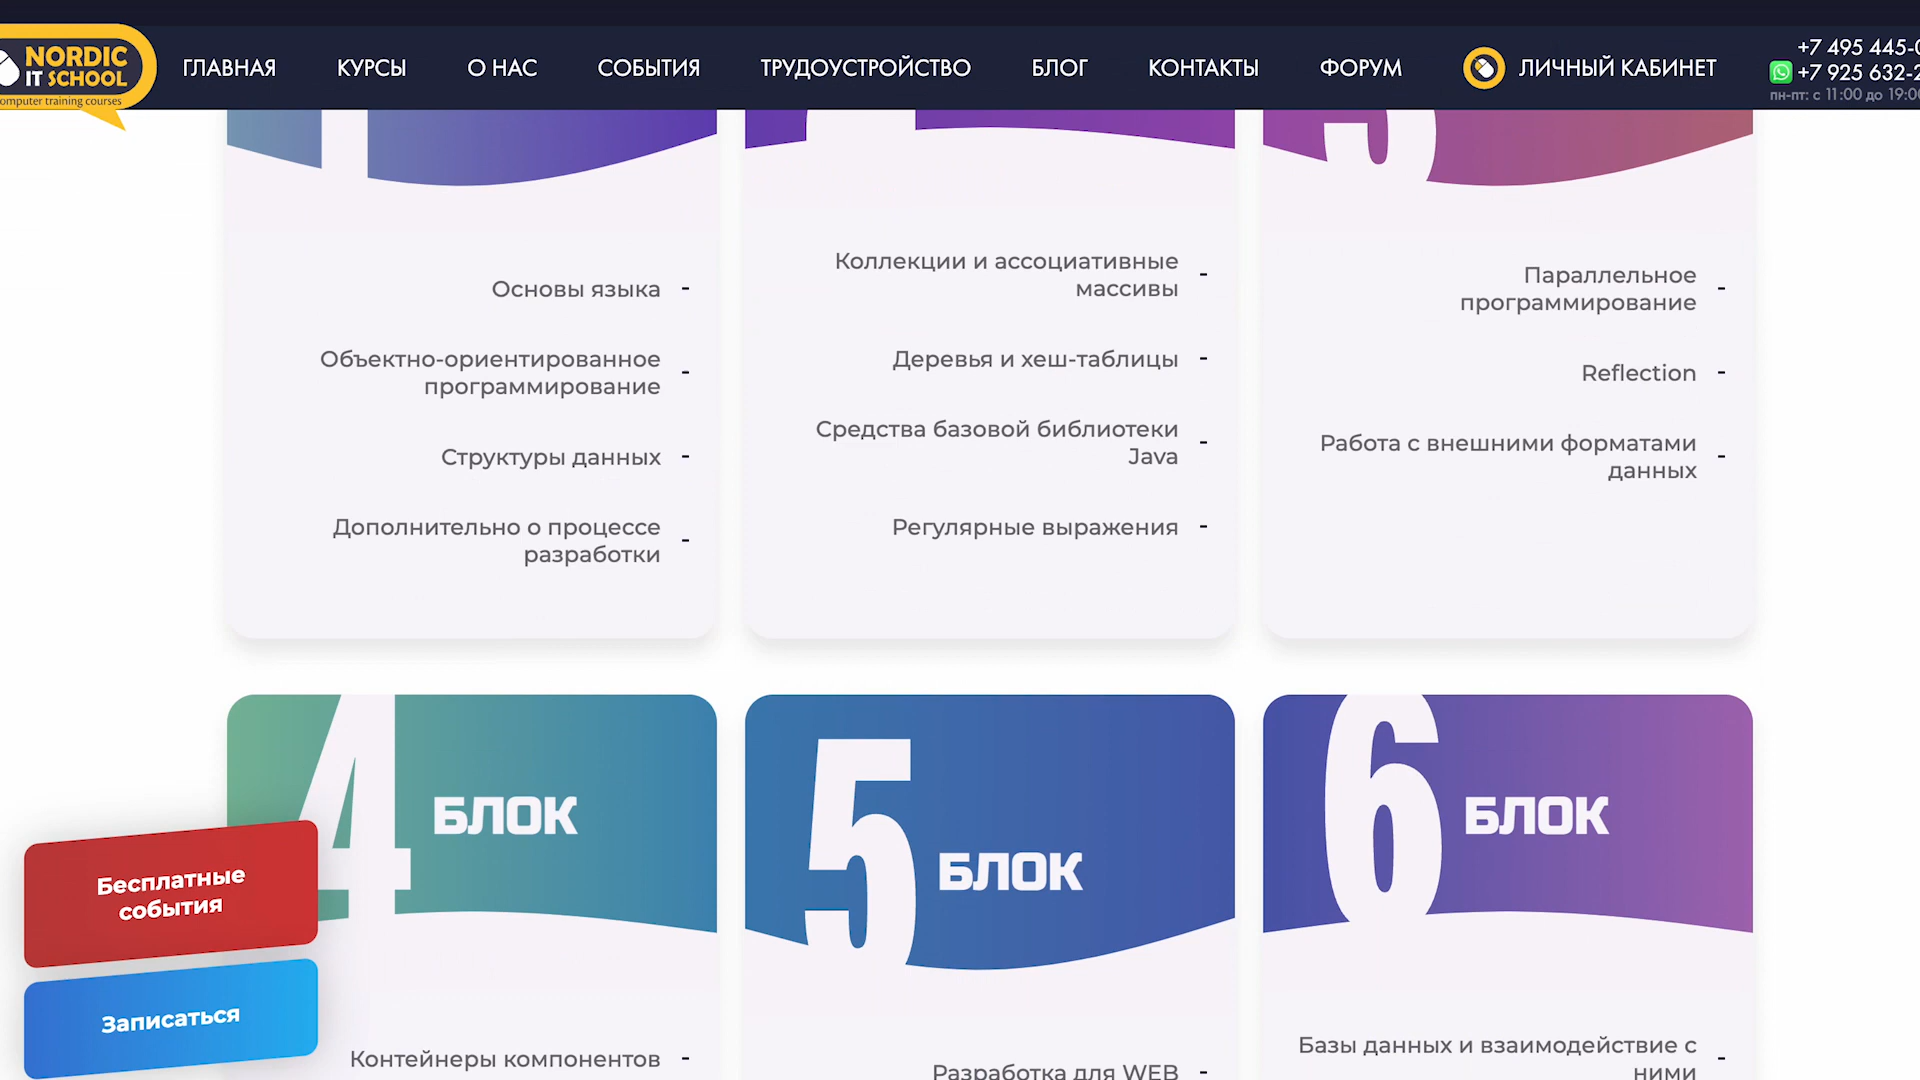 NORDIC
IT SCHOOL
computer training courses
ГЛАВНАЯ
КУРСЫ
О НАС
СОБЫТИЯ
ТРУДОУСТРОЙСТВО
БЛОГ
КОНТАКТЫ
ФОРУМ
ЛИЧНЫЙ КАБИНЕТ
+7 495 445-0
+7 925 632-2
пн-пт: с 11:00 до 19:00
Основы языка -
Объектно-ориентированное
программирование -
Структуры данных -
Дополнительно о процессе
разработки -
Коллекции и ассоциативные
массивы -
Деревья и хеш-таблицы -
Средства базовой библиотеки
Java -
Регулярные выражения -
Параллельное
программирование -
Reflection -
Работа с внешними форматами
данных -
4 БЛОК
Контейнеры компонентов -
5 БЛОК
Разработка для WEB -
6 БЛОК
Базы данных и взаимодействие с
ними -
Бесплатные
события
Записаться